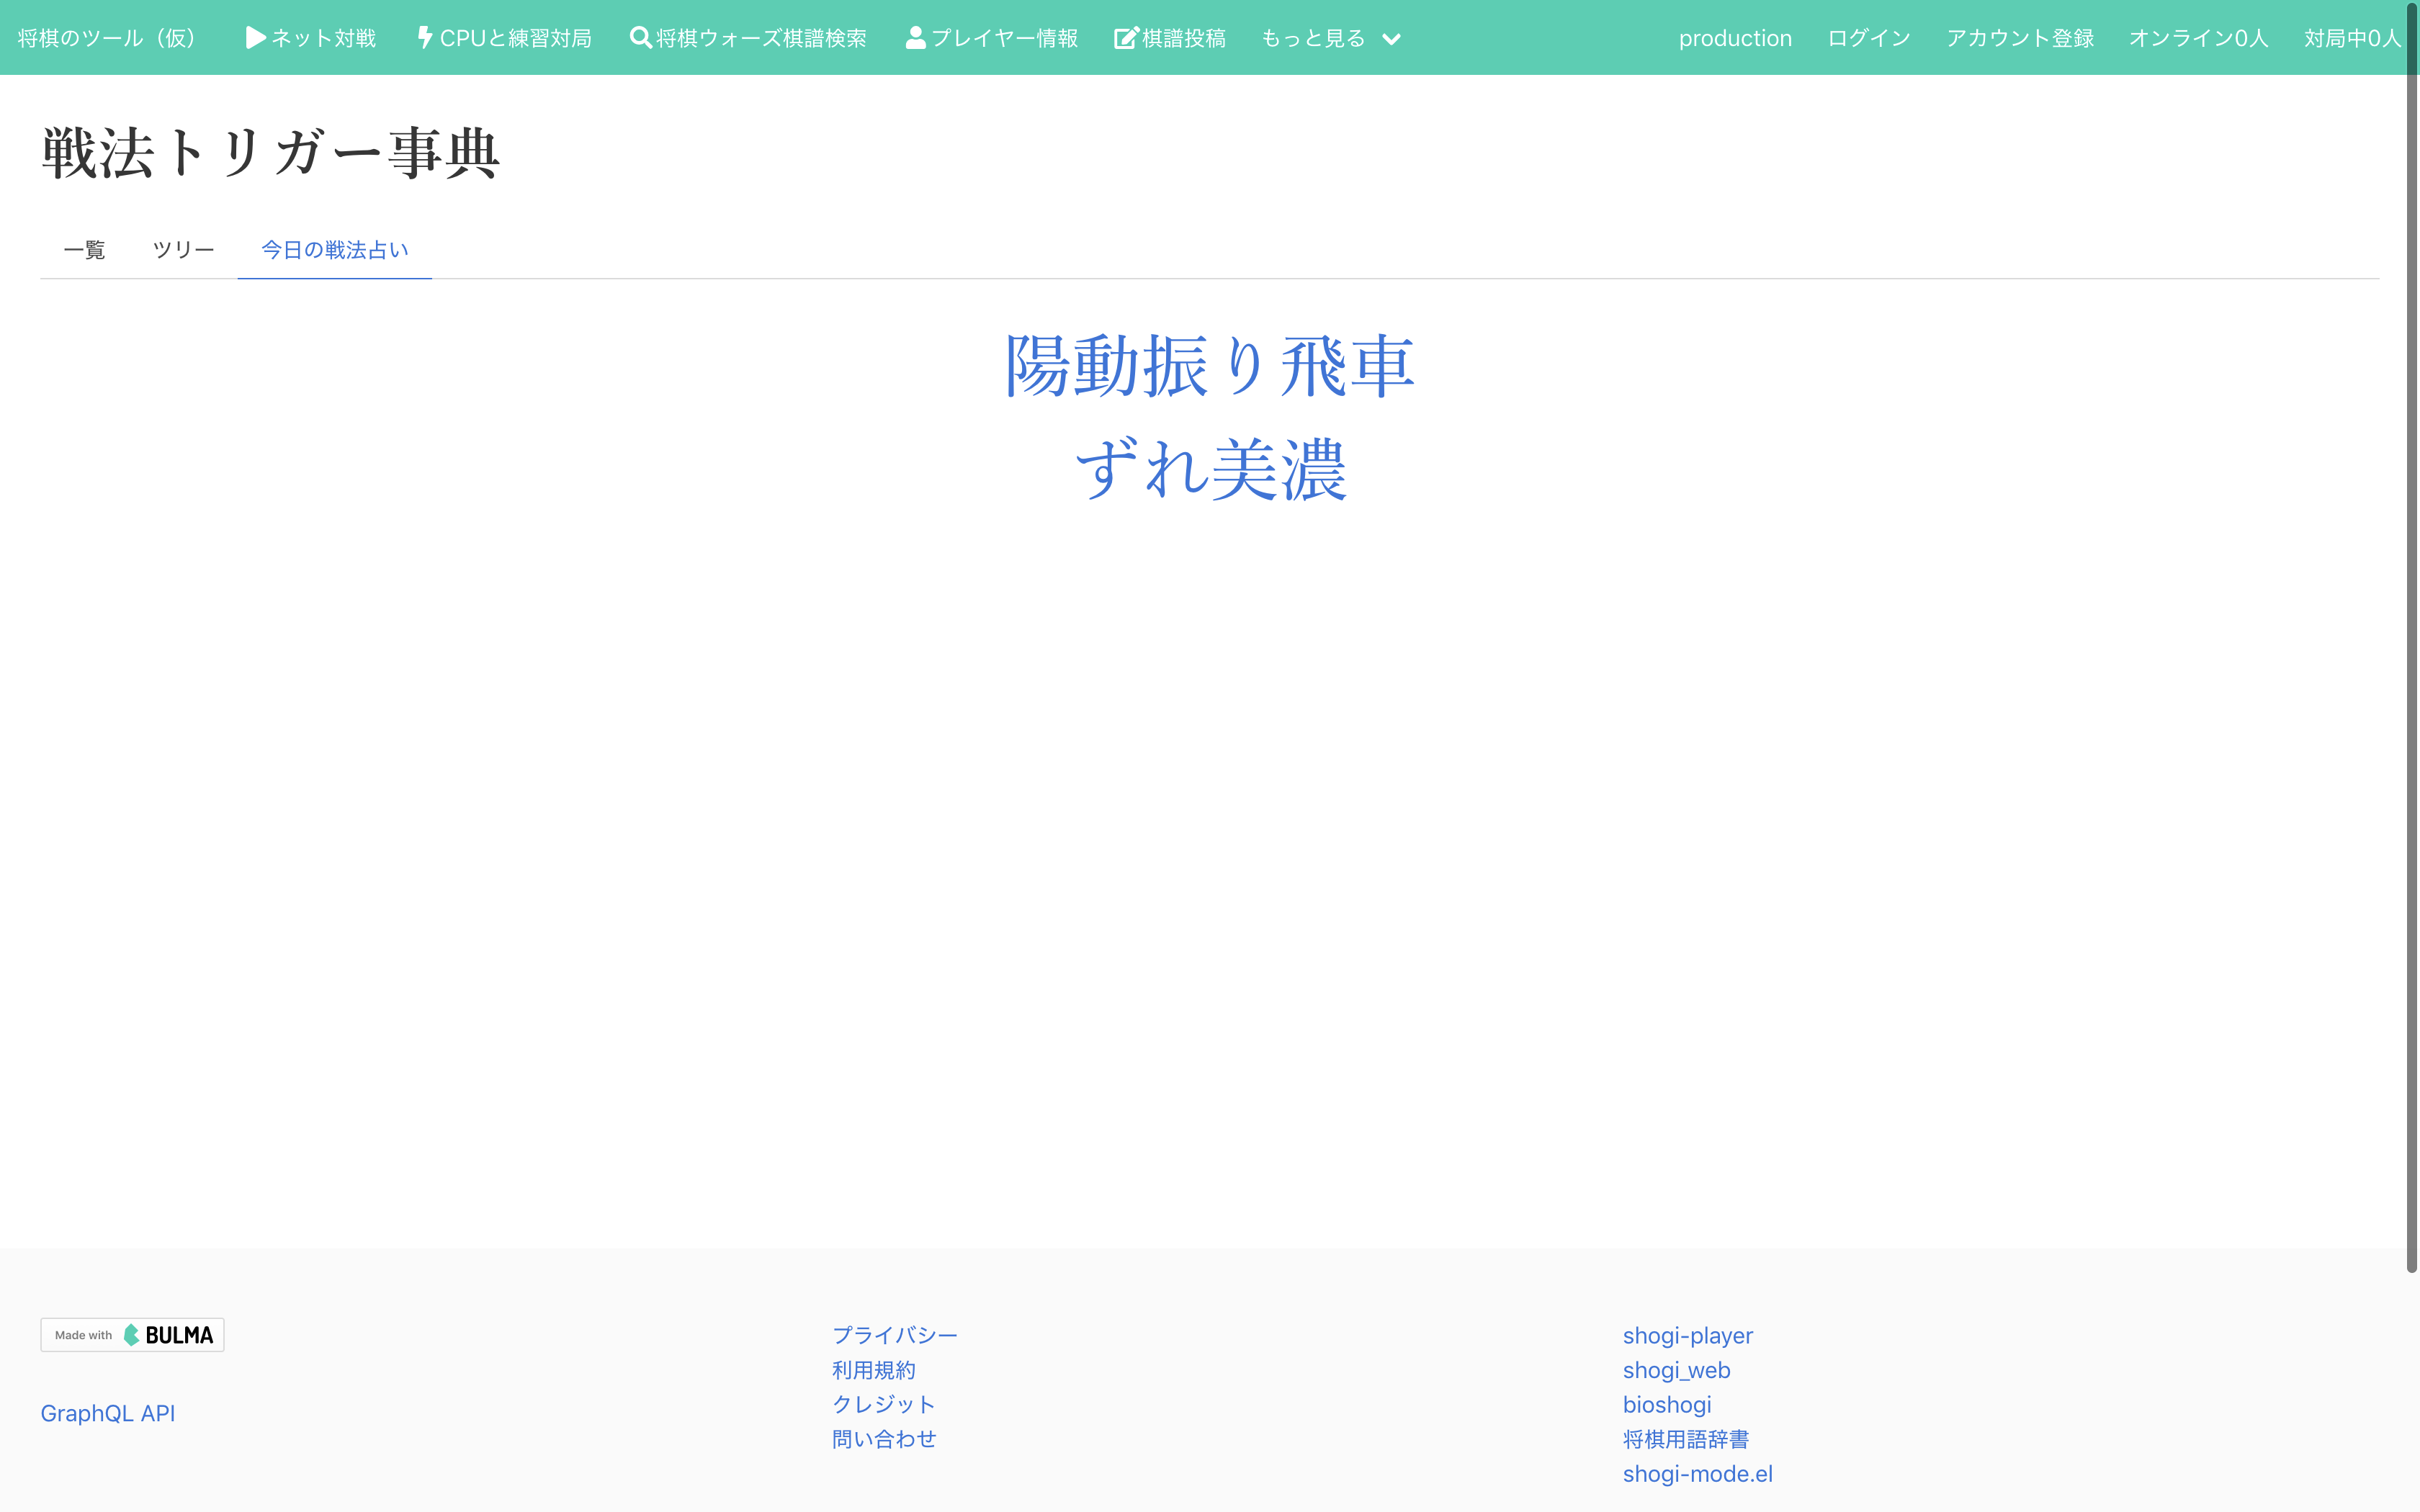 将棋のツール（仮） ネット対戦 CPUと練習対局 将棋ウォーズ棋譜検索 プレイヤー情報 棋譜投稿 もっと見る production ログイン アカウント登録 オンライン0人 対局中0人
戦法トリガー事典
一覧 ツリー 今日の戦法占い
陽動振り飛車
ずれ美濃
Made with BULMA
GraphQL API
プライバシー
利用規約
クレジット
問い合わせ
shogi-player
shogi_web
bioshogi
将棋用語辞書
shogi-mode.el